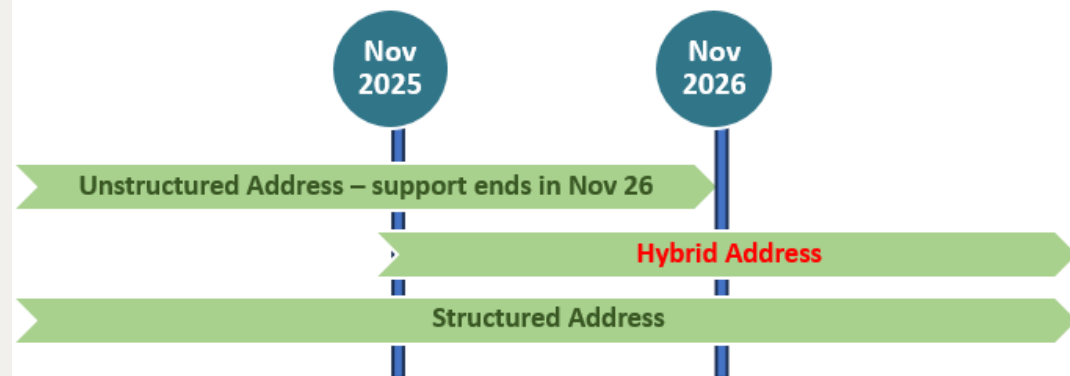 Nov
2025
Nov
2026
Unstructured Address – support ends in Nov 26
Hybrid Address
Structured Address